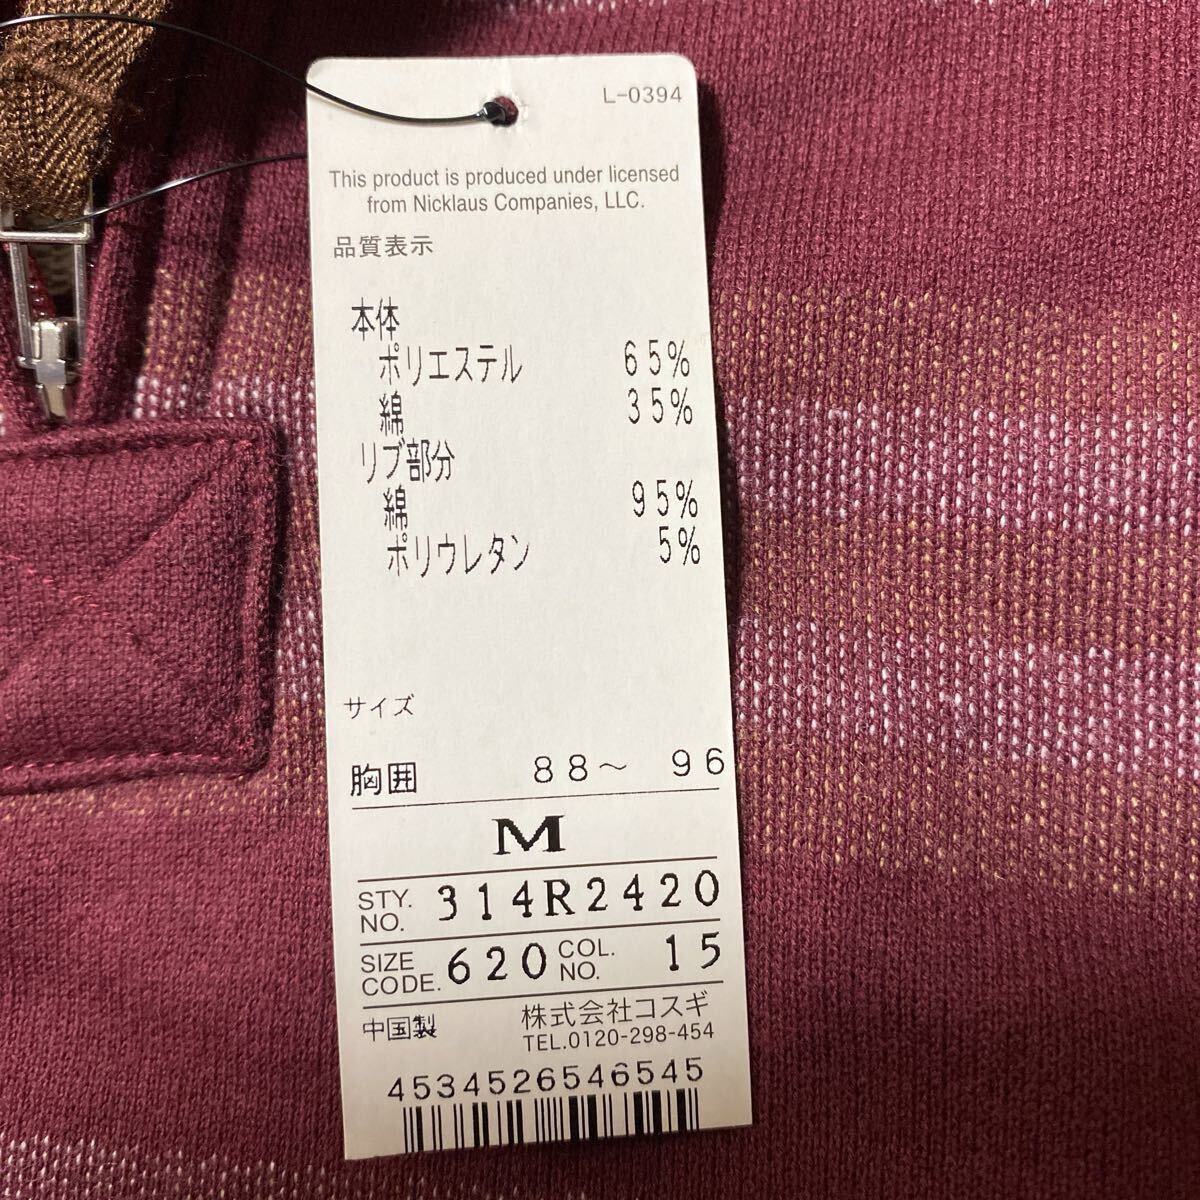 L-0394
This product is produced under licensed
from Nicklaus Companies, LLC.
品質表示
本体
ポリエステル 65%
綿 35%
リブ部分
綿 95%
ポリウレタン 5%
サイズ
胸囲 88～ 96
M
STY. NO. 314R2420
SIZE CODE. 620 COL. NO. 15
中国製 株式会社コスギ
TEL.0120-298-454
4534526546545